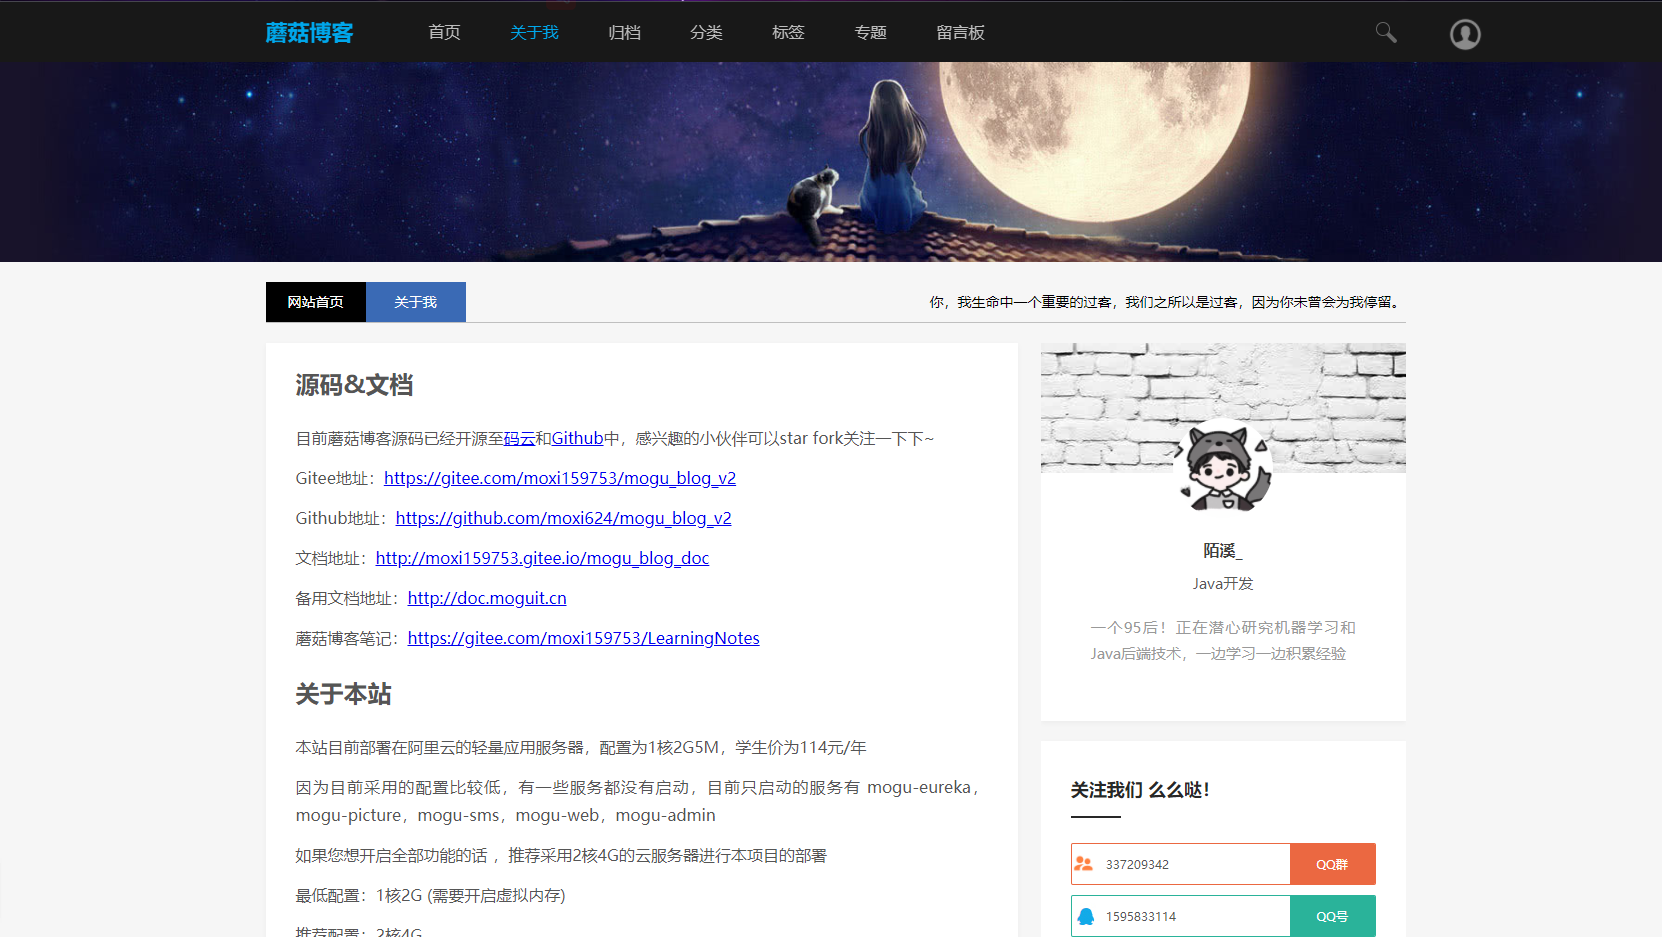 蘑菇博客 首页 关于我 归档 分类 标签 专题 留言板
网站首页 关于我 你，我生命中一个重要的过客，我们之所以是过客，因为你未曾会为我停留。
源码&文档
目前蘑菇博客源码已经开源至码云和Github中，感兴趣的小伙伴可以star fork关注一下下~
Gitee地址：https://gitee.com/moxi159753/mogu_blog_v2
Github地址：https://github.com/moxi624/mogu_blog_v2
文档地址：http://moxi159753.gitee.io/mogu_blog_doc
备用文档地址：http://doc.moguit.cn
蘑菇博客笔记：https://gitee.com/moxi159753/LearningNotes
关于本站
本站目前部署在阿里云的轻量应用服务器，配置为1核2G5M，学生价为114元/年
因为目前采用的配置比较低，有一些服务都没有启动，目前只启动的服务有 mogu-eureka，
mogu-picture，mogu-sms，mogu-web，mogu-admin
如果您想开启全部功能的话 ，推荐采用2核4G的云服务器进行本项目的部署
最低配置：1核2G (需要开启虚拟内存)
推荐配置：2核4G
陌溪_
Java开发
一个95后！正在潜心研究机器学习和
Java后端技术，一边学习一边积累经验
关注我们 么么哒！
337209342 QQ群
1595833114 QQ号